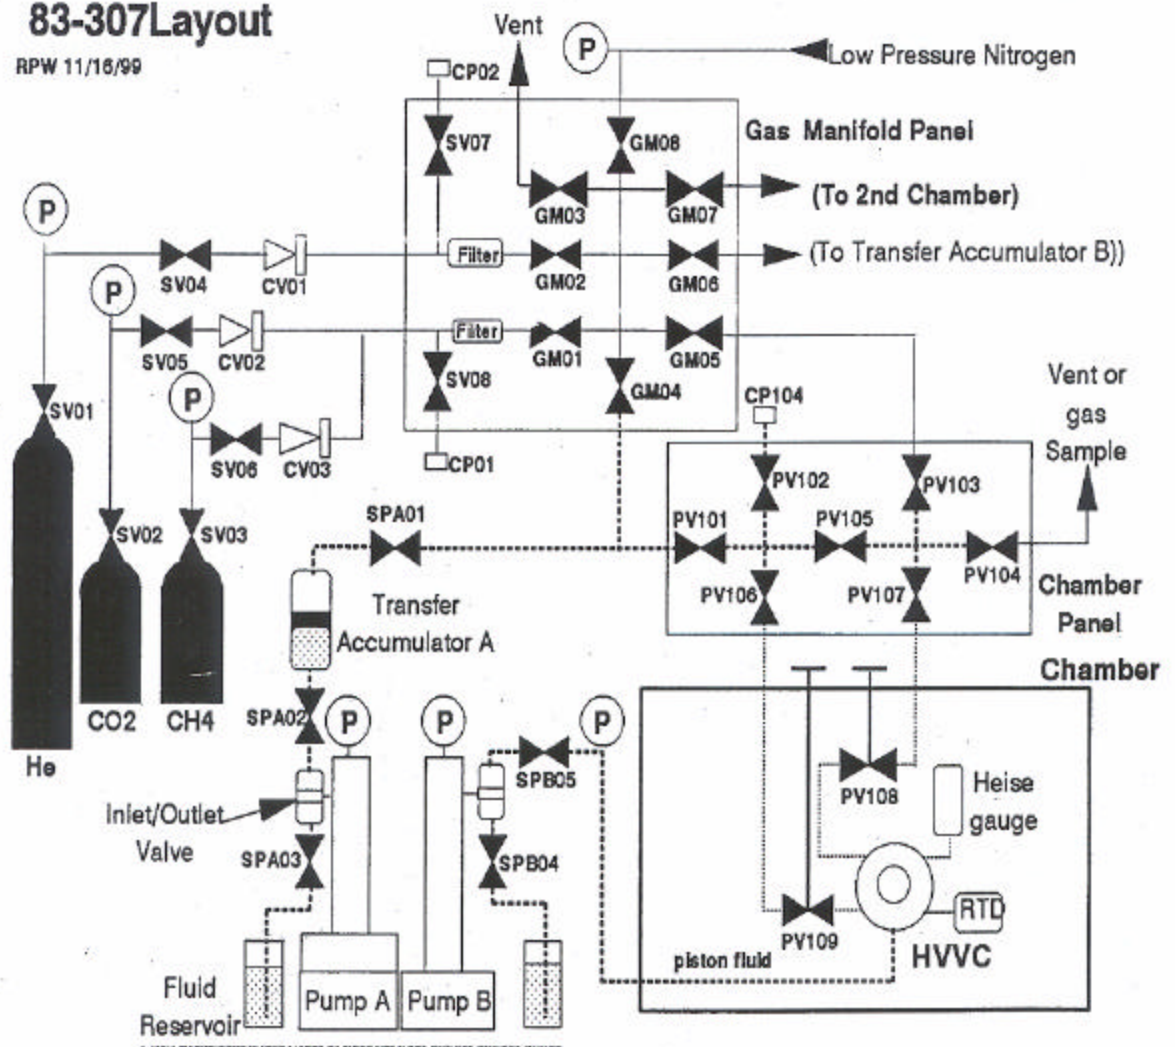 83-307Layout
RPW 11/16/99
Vent
P
Low Pressure Nitrogen
CP02
SV07
GM08
Gas Manifold Panel
P
GM03
GM07
(To 2nd Chamber)
SV04
CV01
Filter
GM02
GM06
(To Transfer Accumulator B))
P
SV05
CV02
Filter
GM01
GM05
SV01
P
SV06
CV03
SV08
GM04
CP01
CP104
Vent or
gas
Sample
SV02
SV03
SPA01
PV102
PV103
PV101
PV105
PV104
PV106
PV107
Chamber
Panel
Transfer
Accumulator A
Chamber
CO2
CH4
He
SPA02
P
P
P
SPB05
Inlet/Outlet
Valve
SPA03
SPB04
PV108
Heise
gauge
RTD
PV109
HVVC
piston fluid
Fluid
Reservoir
Pump A
Pump B